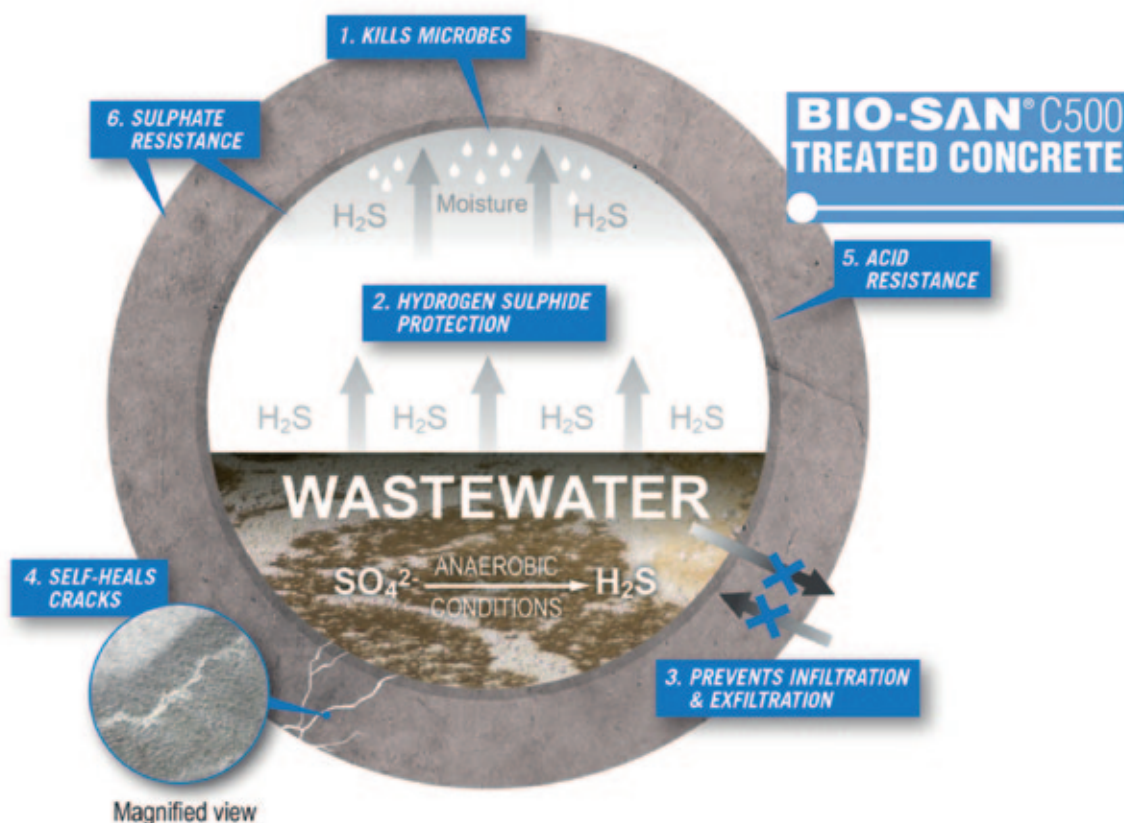 1. KILLS MICROBES
6. SULPHATE
RESISTANCE
BIO-SAN® C500
TREATED CONCRETE
H₂S
Moisture
H₂S
5. ACID
RESISTANCE
2. HYDROGEN SULPHIDE
PROTECTION
H₂S
H₂S
H₂S
H₂S
WASTEWATER
SO₄²⁻
ANAEROBIC
CONDITIONS
H₂S
4. SELF-HEALS
CRACKS
3. PREVENTS INFILTRATION
& EXFILTRATION
Magnified view